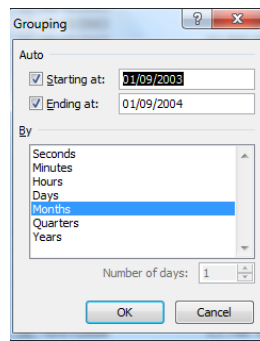 Grouping
Auto
Starting at: 01/09/2003
Ending at: 01/09/2004
By
Seconds
Minutes
Hours
Days
Months
Quarters
Years
Number of days: 1
OK Cancel